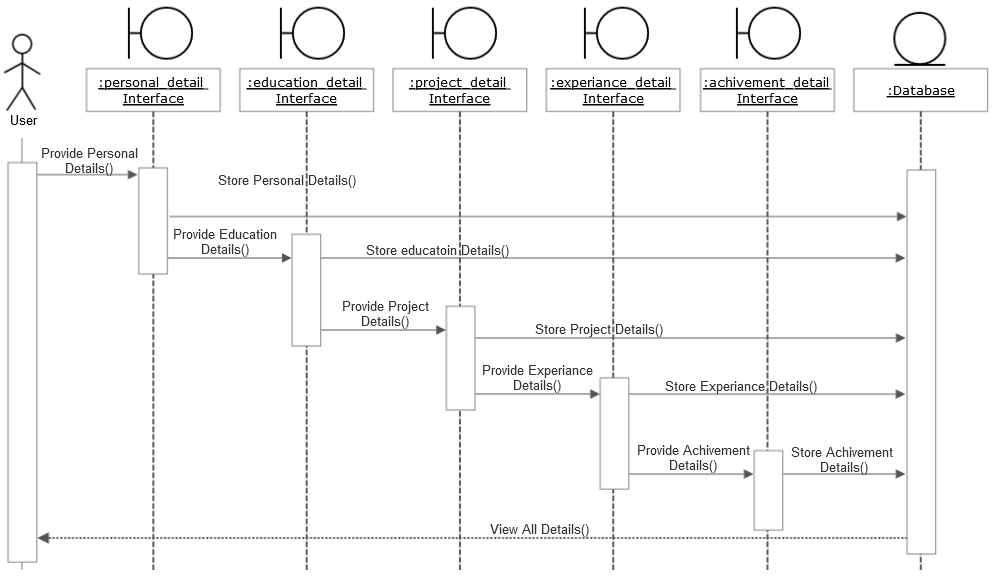 User
:personal_detail
Interface
:education_detail
Interface
:project_detail
Interface
:experiance_detail
Interface
:achivement_detail
Interface
:Database
Provide Personal
Details()
Store Personal Details()
Provide Education
Details()
Store educatoin Details()
Provide Project
Details()
Store Project Details()
Provide Experiance
Details()
Store Experiance Details()
Provide Achivement
Details()
Store Achivement
Details()
View All Details()